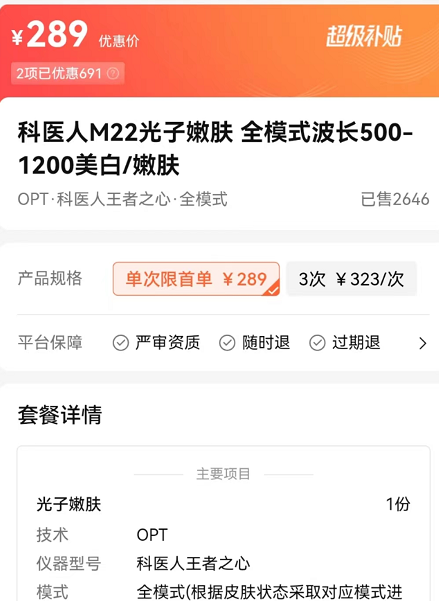 ¥289 优惠价 超级补贴
2项已优惠691
科医人M22光子嫩肤 全模式波长500-
1200美白/嫩肤
OPT·科医人王者之心·全模式 已售2646
产品规格 单次限首单 ¥289 3次 ¥323/次
平台保障 严审资质 随时退 过期退
套餐详情
主要项目
光子嫩肤 1份
技术 OPT
仪器型号 科医人王者之心
模式 全模式(根据皮肤状态采取对应模式进